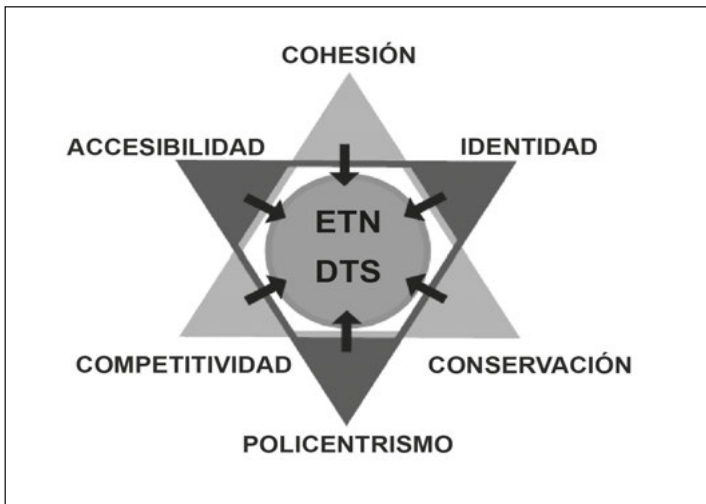 COHESIÓN
ACCESIBILIDAD
IDENTIDAD
ETN
DTS
COMPETITIVIDAD
CONSERVACIÓN
POLICENTRISMO